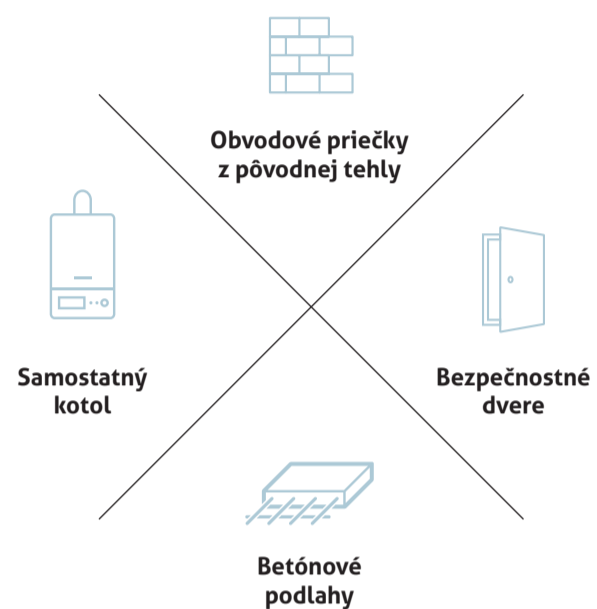 Obvodové priečky
z pôvodnej tehly
Samostatný
kotol
Bezpečnostné
dvere
Betónové
podlahy